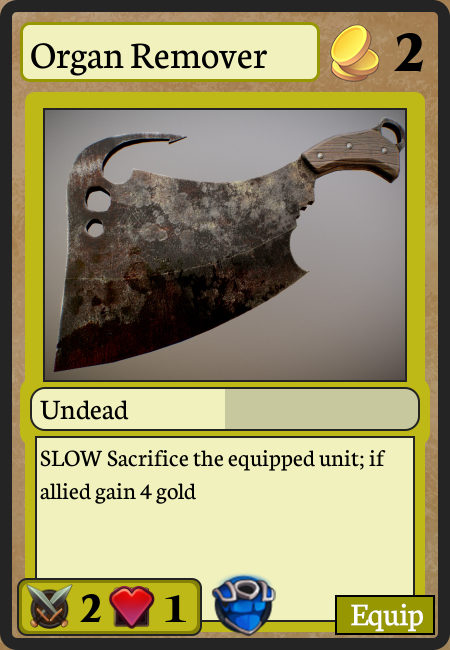 Organ Remover
2
Undead
SLOW Sacrifice the equipped unit; if
allied gain 4 gold
2 1
Equip